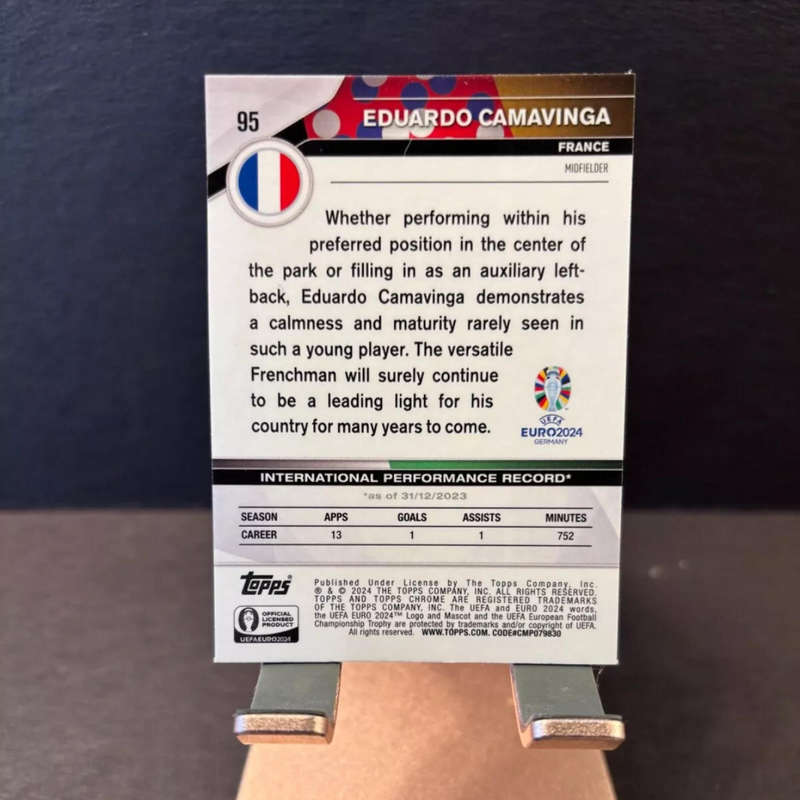 95
EDUARDO CAMAVINGA
FRANCE
MIDFIELDER
Whether performing within his
preferred position in the center of
the park or filling in as an auxiliary left-
back, Eduardo Camavinga demonstrates
a calmness and maturity rarely seen in
such a young player. The versatile
Frenchman will surely continue
to be a leading light for his
country for many years to come.
UEFA
EURO2024
GERMANY
INTERNATIONAL PERFORMANCE RECORD*
*as of 31/12/2023
SEASON APPS GOALS ASSISTS MINUTES
CAREER 13 1 1 752
topps®
OFFICIAL
LICENSED
PRODUCT
UEFAEURO2024
Published Under License by The Topps Company, Inc.
® & © 2024 THE TOPPS COMPANY, INC. ALL RIGHTS RESERVED.
TOPPS AND TOPPS CHROME ARE REGISTERED TRADEMARKS
OF THE TOPPS COMPANY, INC. The UEFA and EURO 2024 words,
the UEFA EURO 2024™ Logo and Mascot and the UEFA European Football
Championship Trophy are protected by trademarks and/or copyright of UEFA.
All rights reserved. WWW.TOPPS.COM. CODE#CMP079830